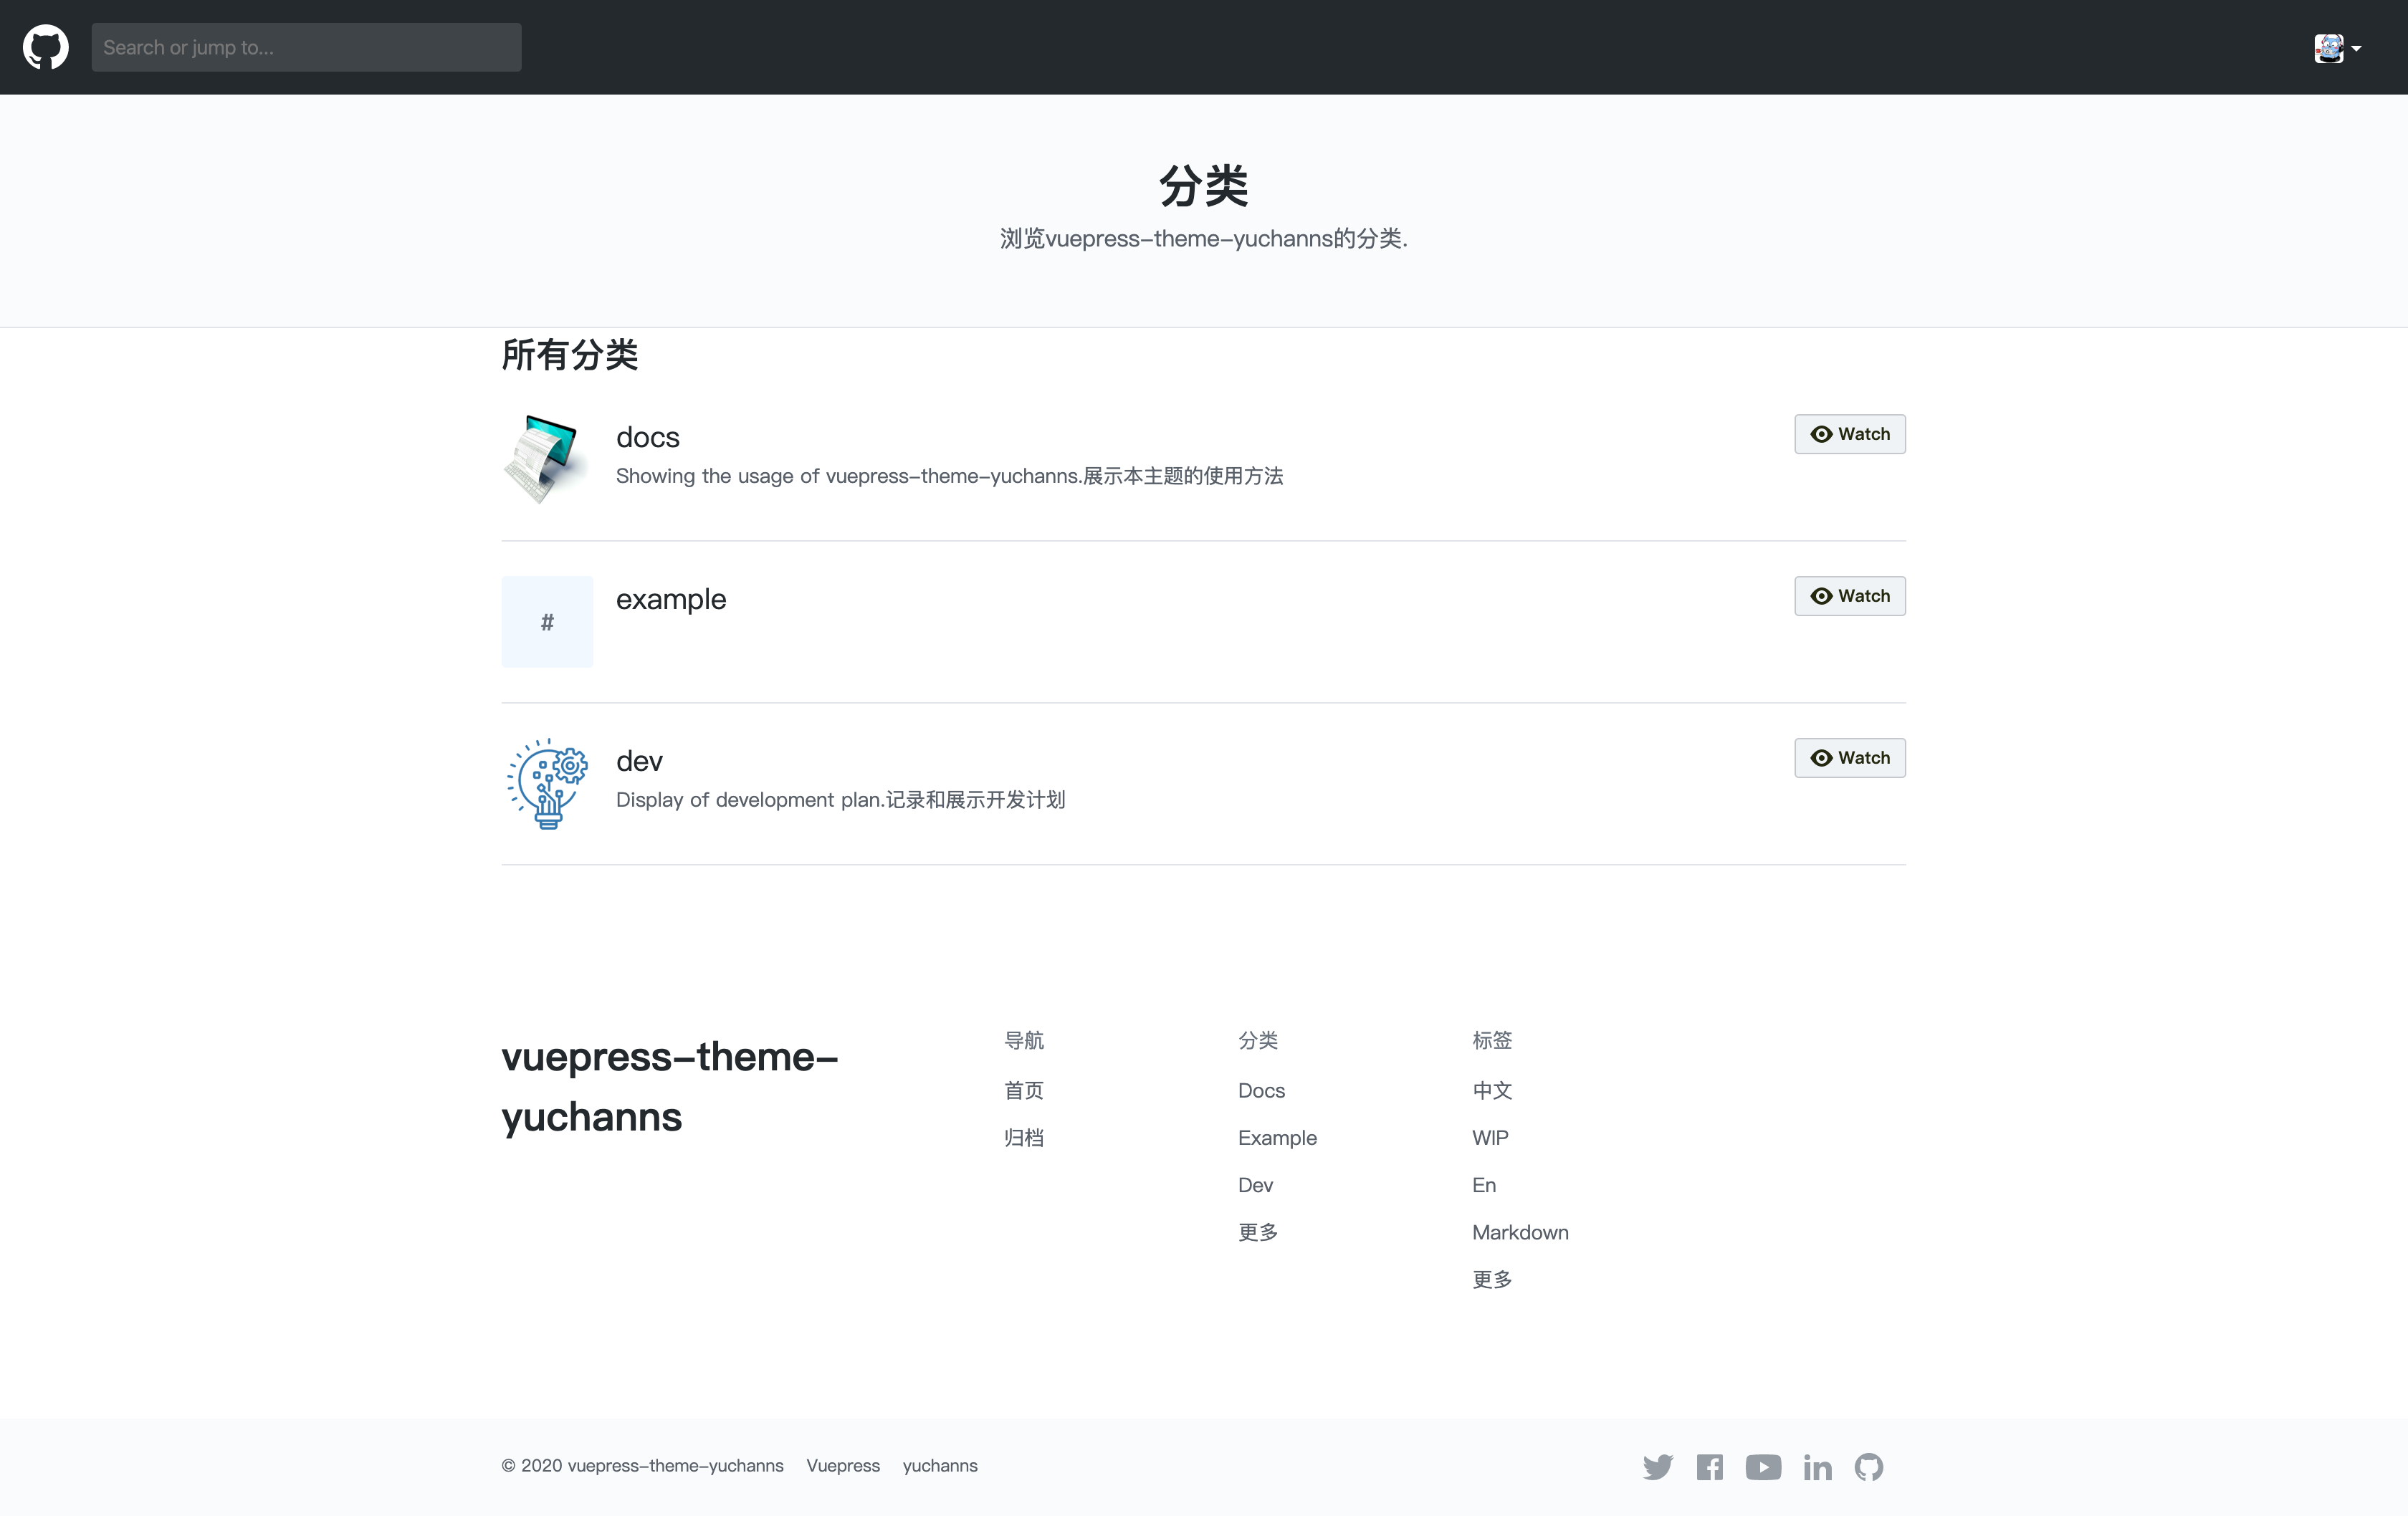 Search or jump to...
分类
浏览vuepress-theme-yuchanns的分类.
所有分类
docs
Watch
Showing the usage of vuepress-theme-yuchanns.展示本主题的使用方法
#
example
Watch
dev
Watch
Display of development plan.记录和展示开发计划
vuepress-theme-
yuchanns
导航
首页
归档
分类
Docs
Example
Dev
更多
标签
中文
WIP
En
Markdown
更多
© 2020 vuepress-theme-yuchanns Vuepress yuchanns